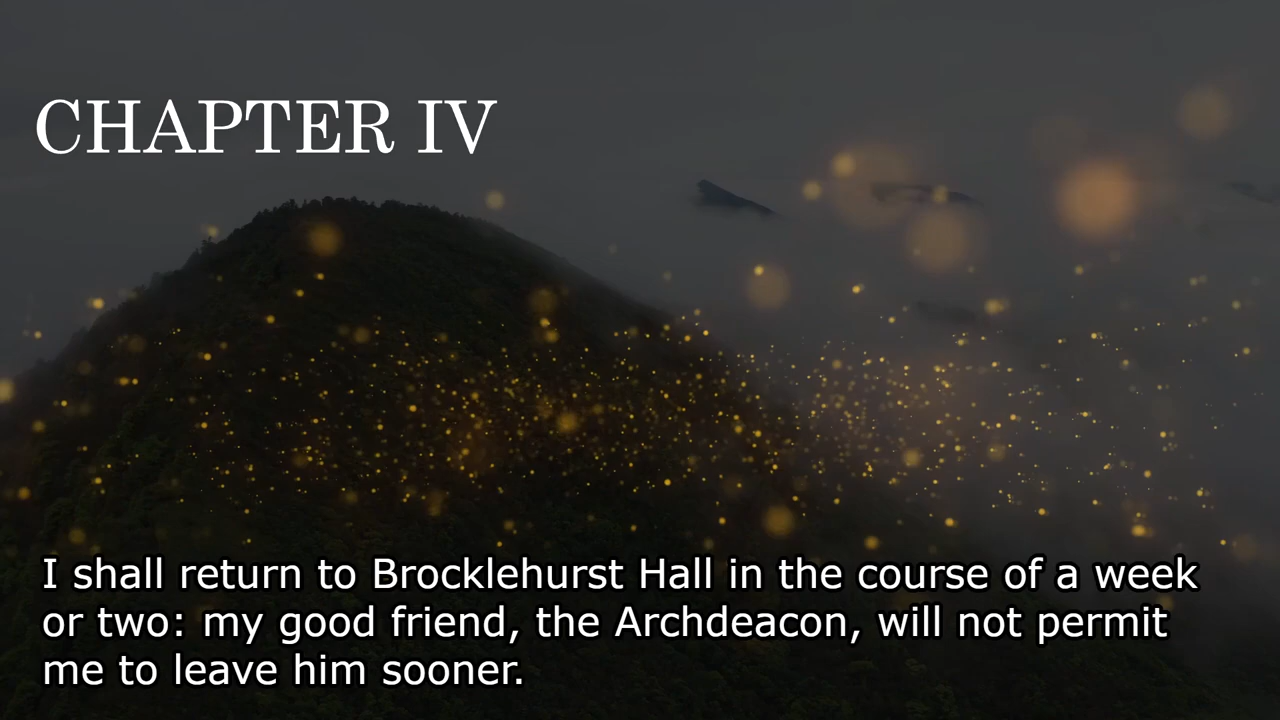 CHAPTER IV
I shall return to Brocklehurst Hall in the course of a week
or two: my good friend, the Archdeacon, will not permit
me to leave him sooner.